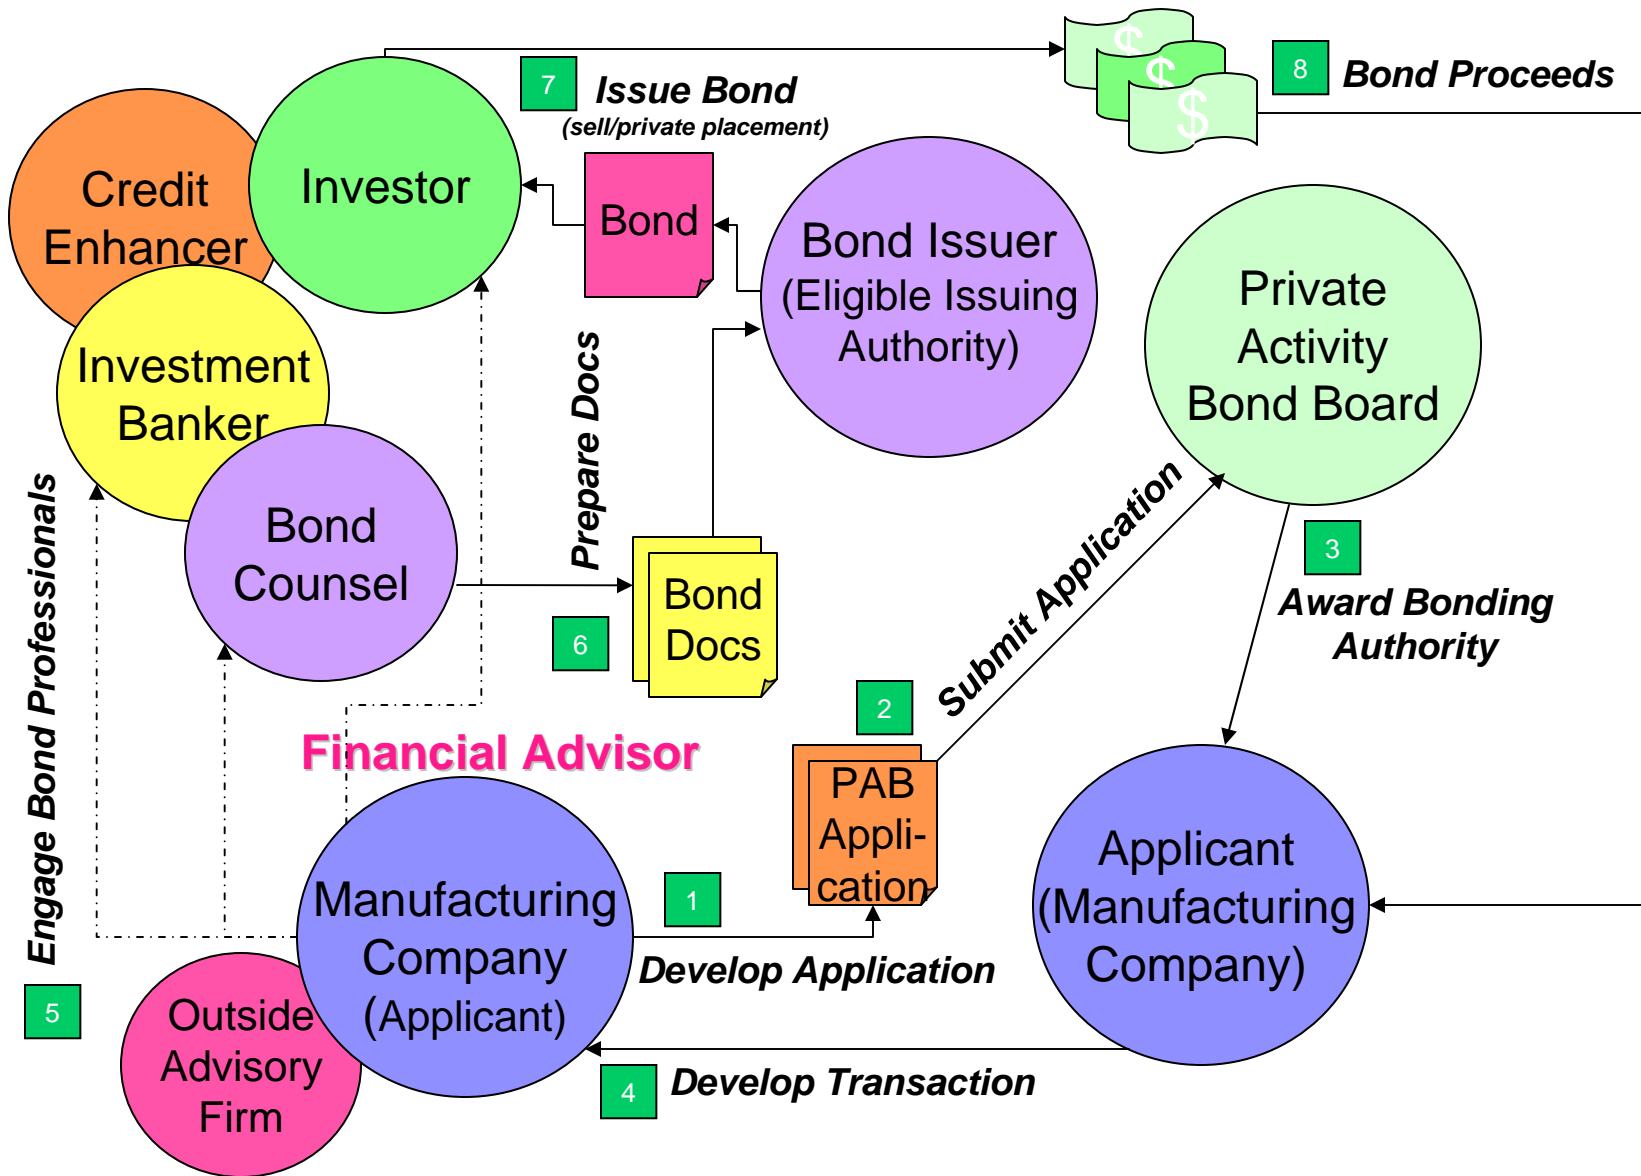 $
$
$
7
Issue Bond
(sell/private placement)
8
Bond Proceeds
Credit
Enhancer
Investor
Bond
Bond Issuer
(Eligible Issuing
Authority)
Private
Activity
Bond Board
Investment
Banker
Bond
Counsel
Prepare Docs
6
Bond
Docs
Submit Application
3
Award Bonding
Authority
Engage Bond Professionals
5
Financial Advisor
2
PAB
Appli-
cation
Manufacturing
Company
(Applicant)
1
Develop Application
Applicant
(Manufacturing
Company)
Outside
Advisory
Firm
4
Develop Transaction